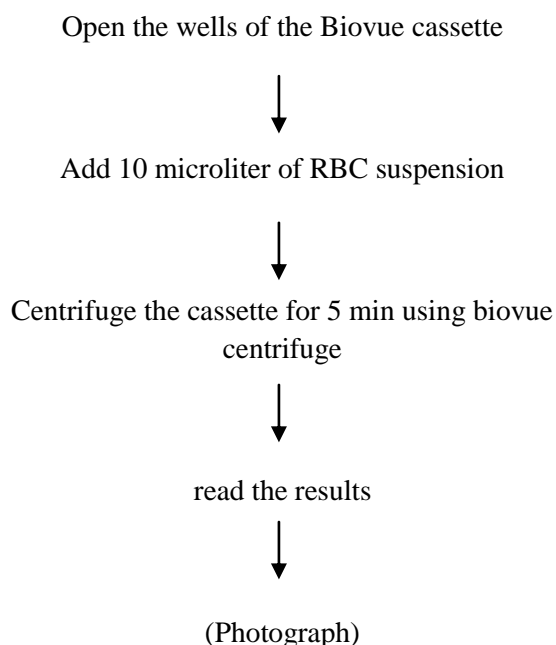 Open the wells of the Biovue cassette
Add 10 microliter of RBC suspension
Centrifuge the cassette for 5 min using biovue
centrifuge
read the results
(Photograph)